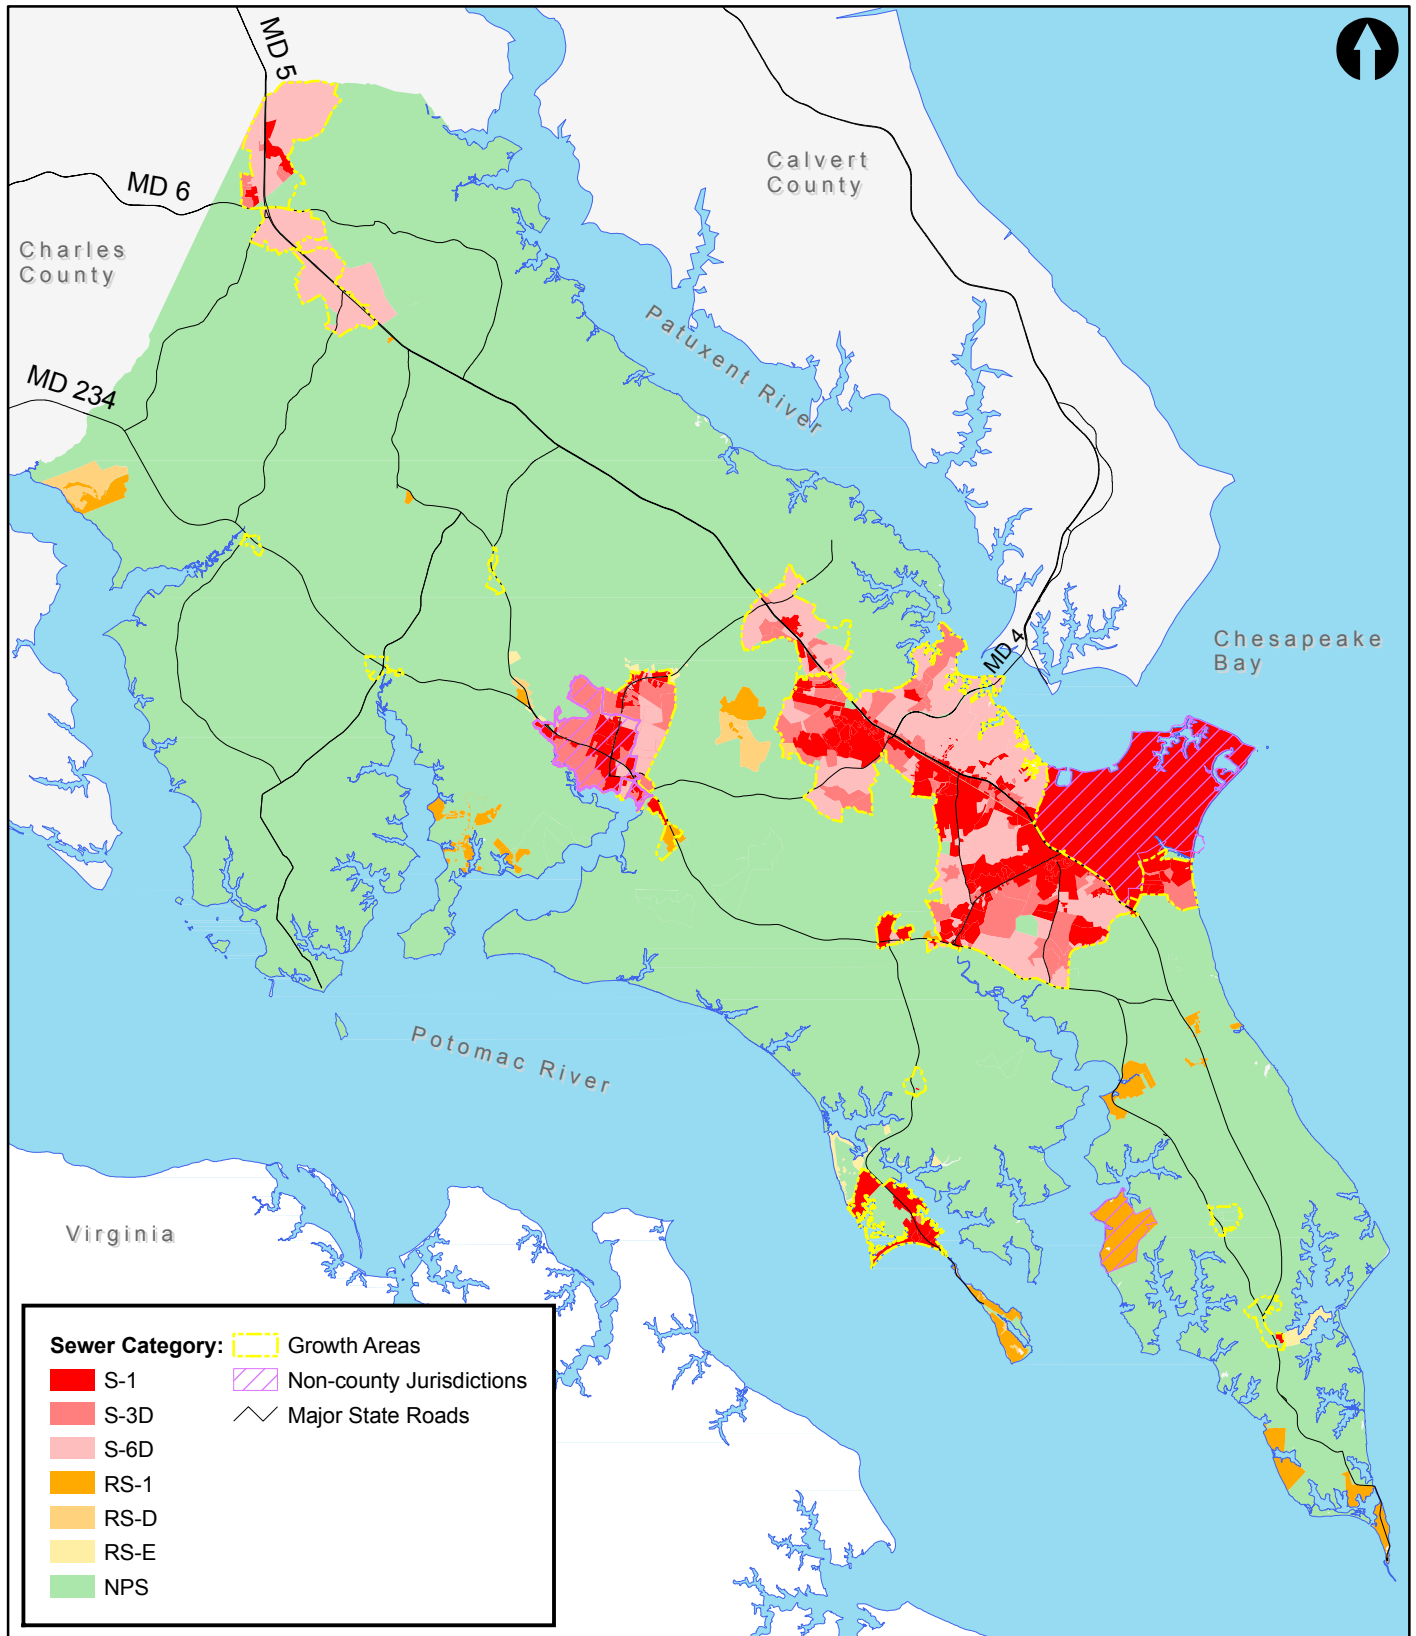 MD 5
Calvert
County
MD 6
Charles
County
Patuxent River
MD 234
MD 4
Chesapeake
Bay
Potomac River
Virginia
Sewer Category:
Growth Areas
S-1
Non-county Jurisdictions
S-3D
Major State Roads
S-6D
RS-1
RS-D
RS-E
NPS